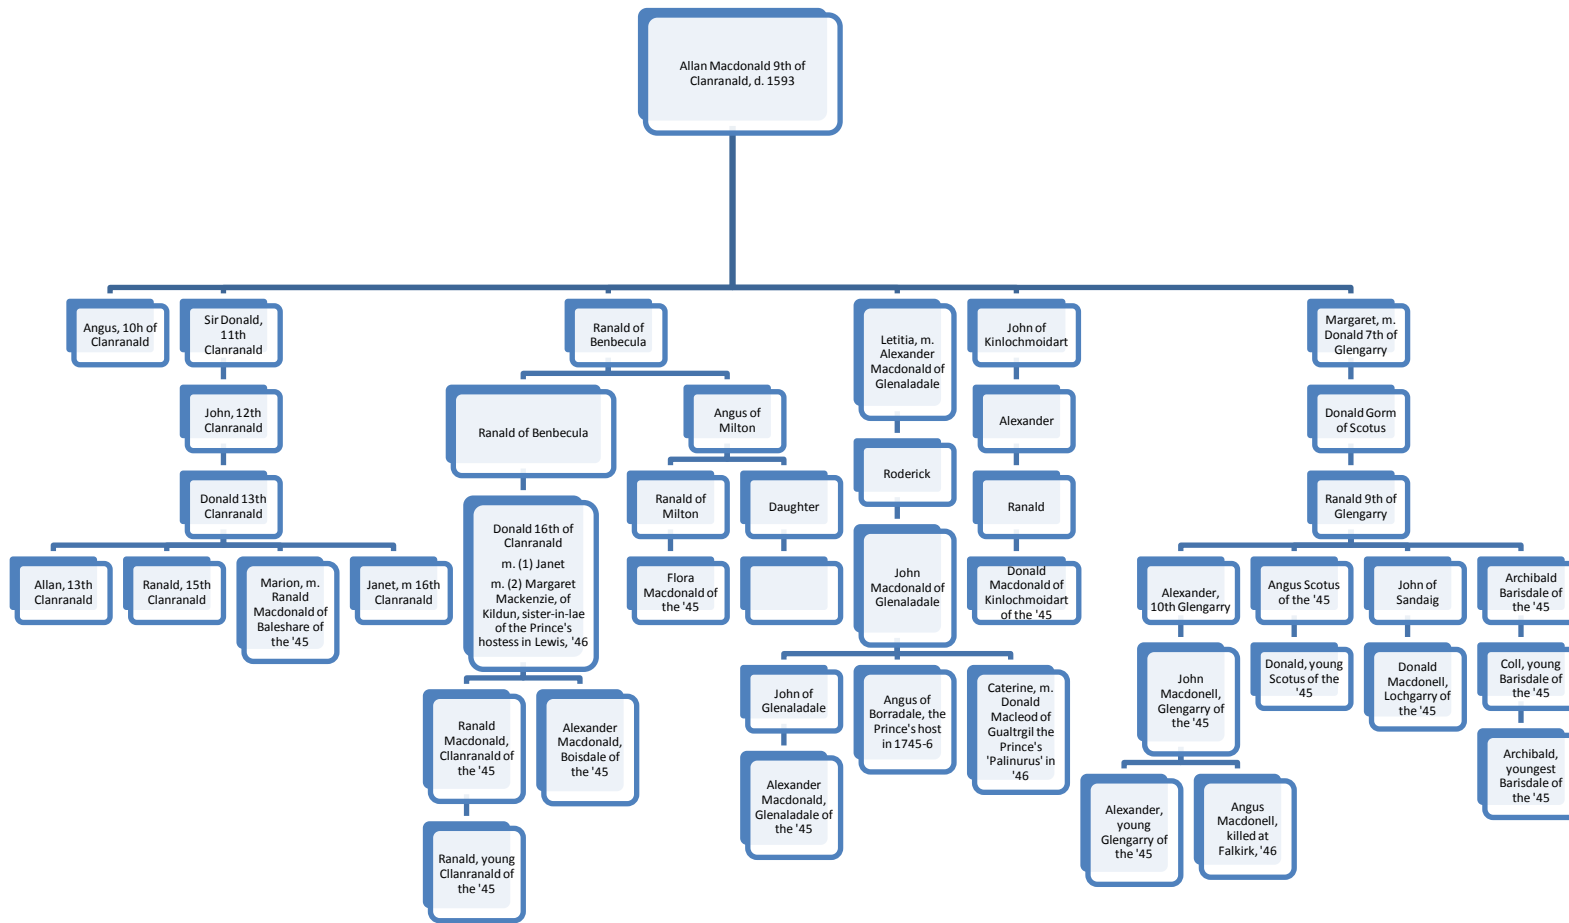 Allan Macdonald 9th of
Clanranald, d. 1593
Angus, 10h of
Clanranald
Sir Donald,
11th
Clanranald
Ranald of
Benbecula
Letitia, m.
Alexander
Macdonald of
Glenaladale
John of
Kinlochmoidart
Margaret, m.
Donald 7th of
Glengarry
John, 12th
Clanranald
Ranald of Benbecula
Angus of
Milton
Alexander
Donald Gorm
of Scotus
Roderick
Donald 13th
Clanranald
Ranald of
Milton
Daughter
Ranald
Ranald 9th of
Glengarry
Donald 16th of
Clanranald
m. (1) Janet
m. (2) Margaret
Mackenzie, of
Kildun, sister-in-lae
of the Prince's
hostess in Lewis, '46
John
Macdonald of
Glenaladale
Allan, 13th
Clanranald
Ranald, 15th
Clanranald
Marion, m.
Ranald
Macdonald of
Baleshare of
the '45
Janet, m 16th
Clanranald
Flora
Macdonald of
the '45
Donald
Macdonald of
Kinlochmoidart
of the '45
Alexander,
10th Glengarry
Angus Scotus
of the '45
John of
Sandaig
Archibald
Barisdale of
the '45
Ranald
Macdonald,
Cllanranald of
the '45
Alexander
Macdonald,
Boisdale of
the '45
John of
Glenaladale
Angus of
Borradale, the
Prince's host
in 1745-6
Caterine, m.
Donald
Macleod of
Gualtrgil the
Prince's
'Palinurus' in
'46
John
Macdonell,
Glengarry of
the '45
Donald, young
Scotus of the
'45
Donald
Macdonell,
Lochgarry of
the '45
Coll, young
Barisdale of
the '45
Ranald, young
Cllanranald of
the '45
Alexander
Macdonald,
Glenaladale of
the '45
Alexander,
young
Glengarry of
the '45
Angus
Macdonell,
killed at
Falkirk, '46
Archibald,
youngest
Barisdale of
the '45